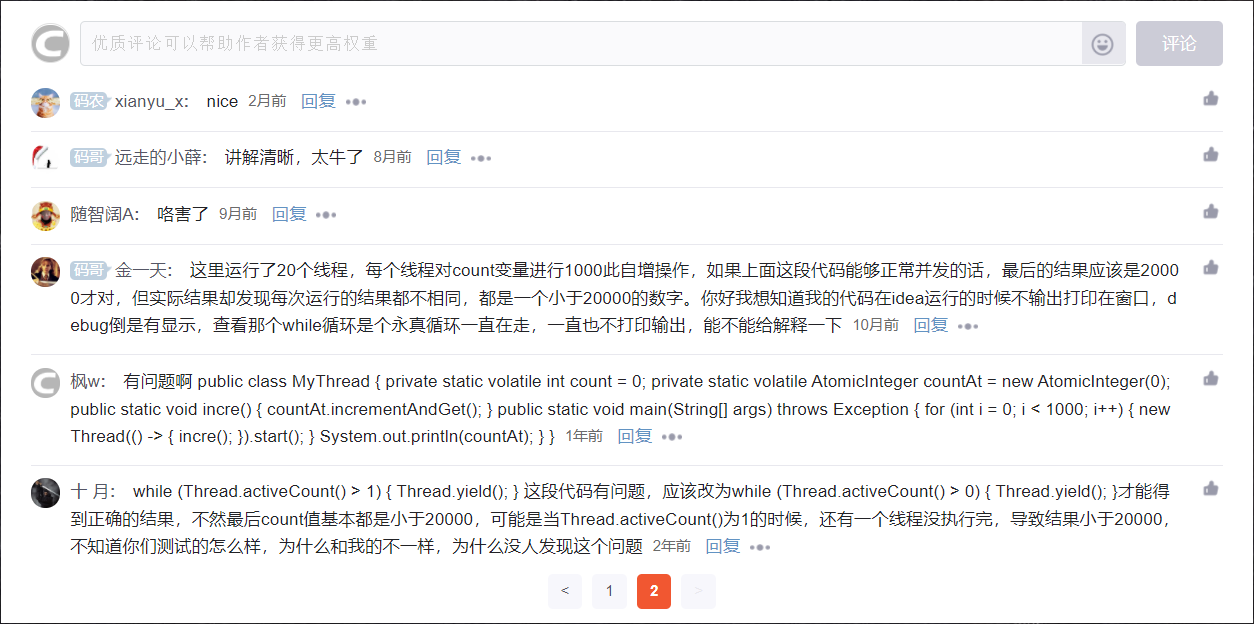 优质评论可以帮助作者获得更高权重
评论
码农 xianyu_x： nice 2月前 回复
码哥 远走的小薛： 讲解清晰，太牛了 8月前 回复
随智阔A： 咯害了 9月前 回复
码哥 金一天： 这里运行了20个线程，每个线程对count变量进行1000此自增操作，如果上面这段代码能够正常并发的话，最后的结果应该是2000
0才对，但实际结果却发现每次运行的结果都不相同，都是一个小于20000的数字。你好我想知道我的代码在idea运行的时候不输出打印在窗口，d
ebug倒是有显示，查看那个while循环是个永真循环一直在走，一直也不打印输出，能不能给解释一下 10月前 回复
枫w： 有问题啊 public class MyThread { private static volatile int count = 0; private static volatile AtomicInteger countAt = new AtomicInteger(0);
public static void incre() { countAt.incrementAndGet(); } public static void main(String[] args) throws Exception { for (int i = 0; i < 1000; i++) { new
Thread(() -> { incre(); }).start(); } System.out.println(countAt); } } 1年前 回复
十 月： while (Thread.activeCount() > 1) { Thread.yield(); } 这段代码有问题，应该改为while (Thread.activeCount() > 0) { Thread.yield(); }才能得
到正确的结果，不然最后count值基本都是小于20000，可能是当Thread.activeCount()为1的时候，还有一个线程没执行完，导致结果小于20000，
不知道你们测试的怎么样，为什么和我的不一样，为什么没人发现这个问题 2年前 回复
< 1 2 >